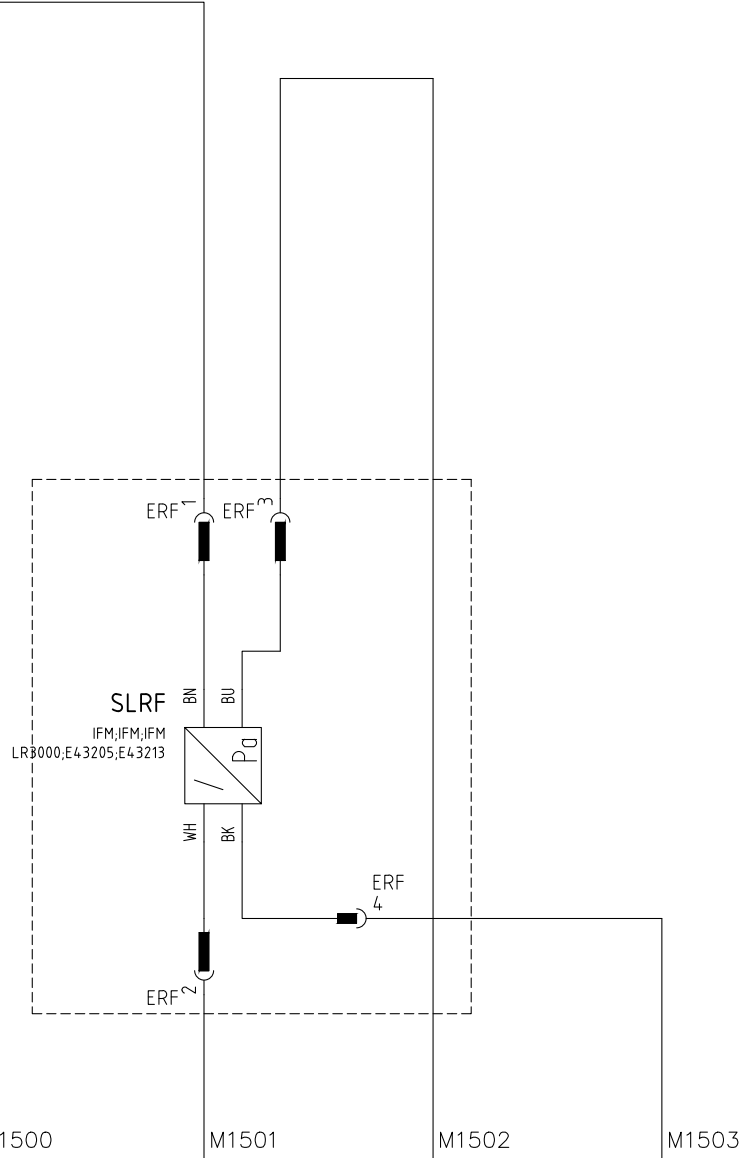 ERF 1
ERF 3
SLRF
BN
BU
IFM;IFM;IFM
LR3000;E43205;E43213
Pa
/
WH
BK
ERF
4
ERF 2
1500
M1501
M1502
M1503